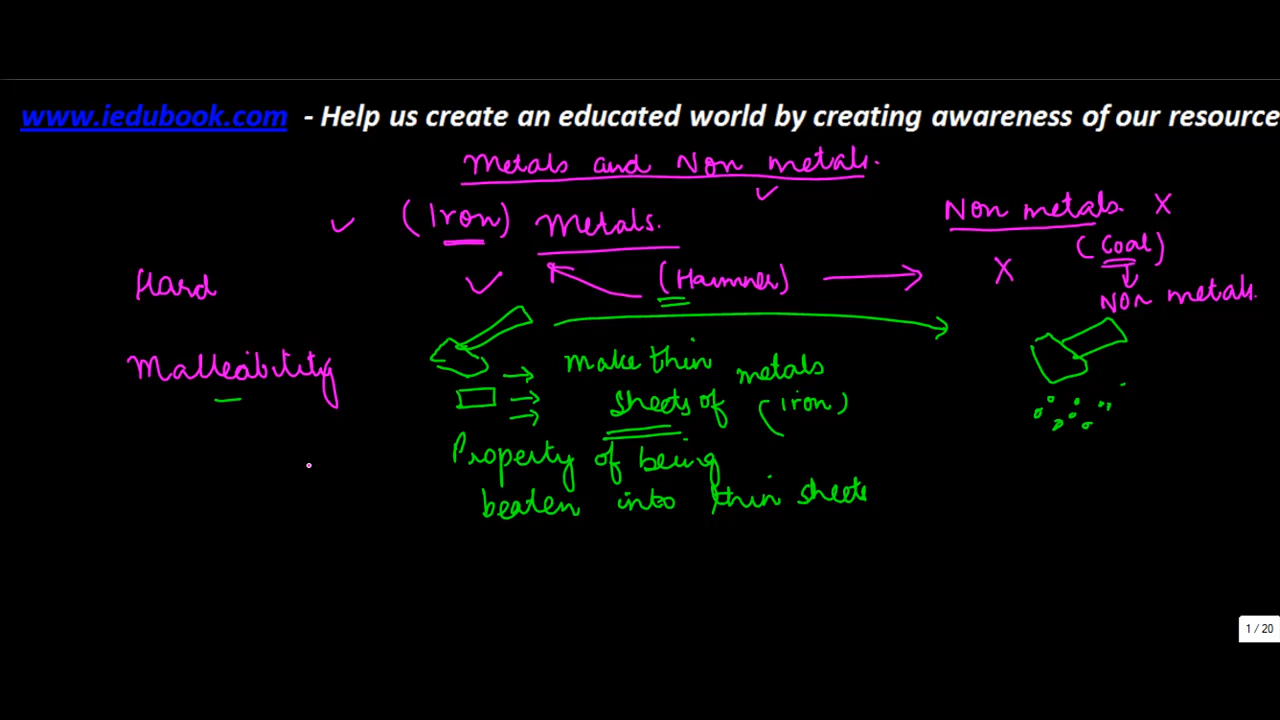 www.iedubook.com - Help us create an educated world by creating awareness of our resource
Metals and Non metals.
(Iron) Metals.
Non metals X
(Coal)
Hard
(Hammer)
X
Non metals.
Malleability
make thin metals
sheets of (iron)
Property of being
beaten into thin sheets
1 / 20